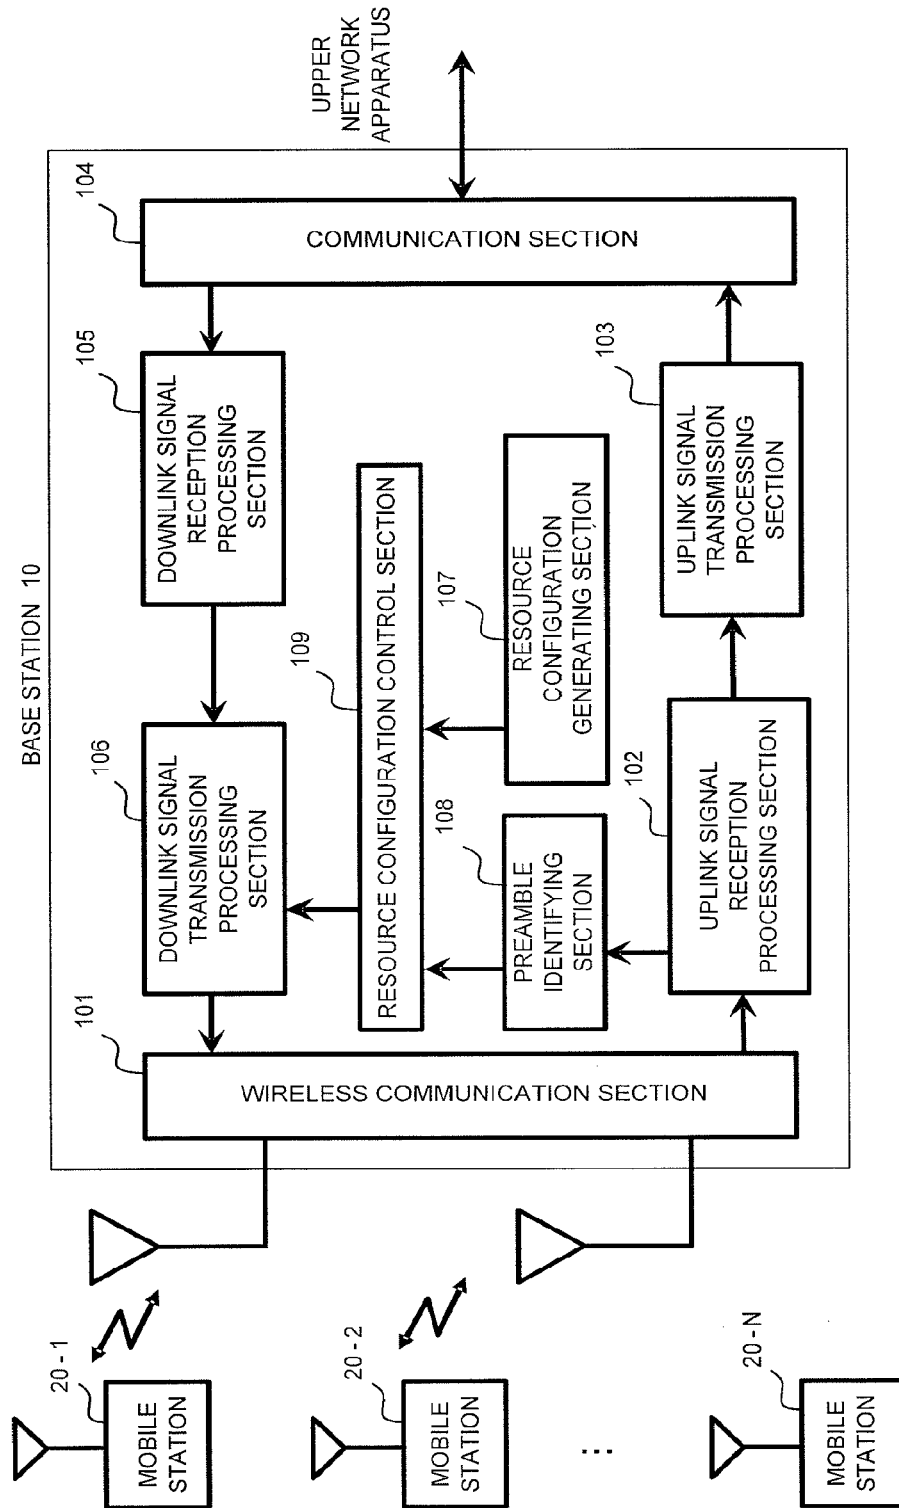 BASE STATION 10
UPPER
NETWORK
APPARATUS
20 - 1
MOBILE
STATION
20 - 2
MOBILE
STATION
...
20 - N
MOBILE
STATION
101
WIRELESS COMMUNICATION SECTION
106
DOWNLINK SIGNAL
TRANSMISSION
PROCESSING
SECTION
105
DOWNLINK SIGNAL
RECEPTION
PROCESSING
SECTION
104
COMMUNICATION SECTION
109
RESOURCE CONFIGURATION CONTROL SECTION
108
PREAMBLE
IDENTIFYING
SECTION
107
RESOURCE
CONFIGURATION
GENERATING SECTION
102
UPLINK SIGNAL
RECEPTION
PROCESSING SECTION
103
UPLINK SIGNAL
TRANSMISSION
PROCESSING
SECTION